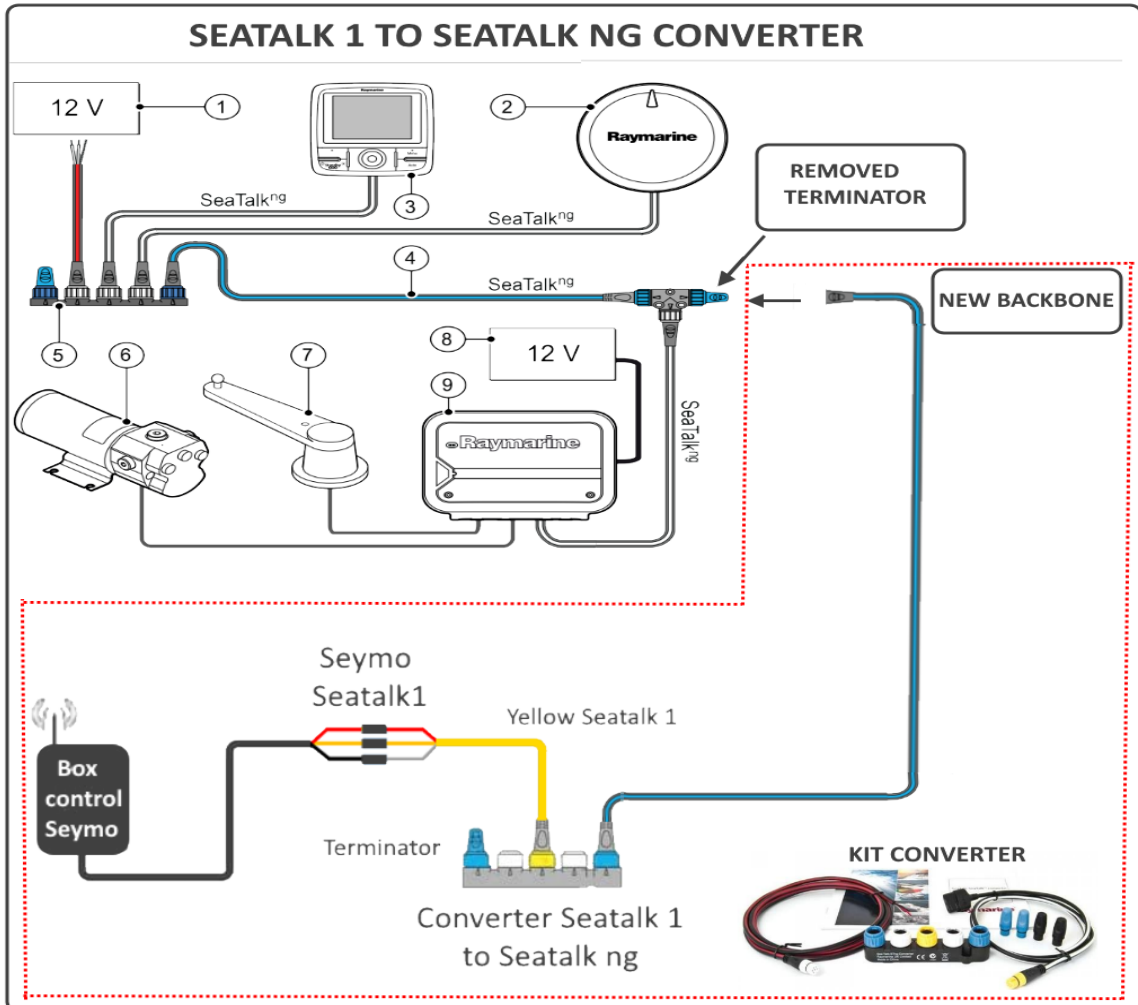 SEATALK 1 TO SEATALK NG CONVERTER
12 V
1
Raymarine
2
Raymarine
3
REMOVED
TERMINATOR
SeaTalkⁿᵍ
SeaTalkⁿᵍ
4
SeaTalkⁿᵍ
NEW BACKBONE
5
6
7
8
12 V
9
Raymarine
SeaTalkⁿᵍ
Seymo
Seatalk1
Yellow Seatalk 1
Box
control
Seymo
Terminator
KIT CONVERTER
Converter Seatalk 1
to Seatalk ng